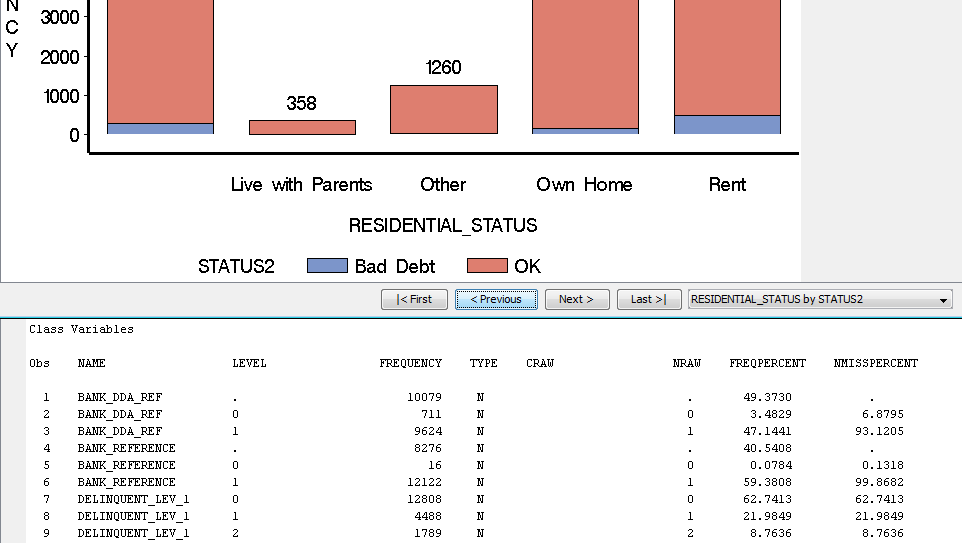 N
C
Y
3000
2000
1000
0
358
1260
Live with Parents Other Own Home Rent
RESIDENTIAL_STATUS
STATUS2 Bad Debt OK
|< First < Previous Next > Last >| RESIDENTIAL_STATUS by STATUS2
Class Variables
Obs NAME LEVEL FREQUENCY TYPE CRAW NRAW FREQPERCENT NMISSPERCENT
1 BANK_DDA_REF . 10079 N . 49.3730 .
2 BANK_DDA_REF 0 711 N 0 3.4829 6.8795
3 BANK_DDA_REF 1 9624 N 1 47.1441 93.1205
4 BANK_REFERENCE . 8276 N . 40.5408 .
5 BANK_REFERENCE 0 16 N 0 0.0784 0.1318
6 BANK_REFERENCE 1 12122 N 1 59.3808 99.8682
7 DELINQUENT_LEV_1 0 12808 N 0 62.7413 62.7413
8 DELINQUENT_LEV_1 1 4488 N 1 21.9849 21.9849
9 DELINQUENT_LEV_1 2 1789 N 2 8.7636 8.7636